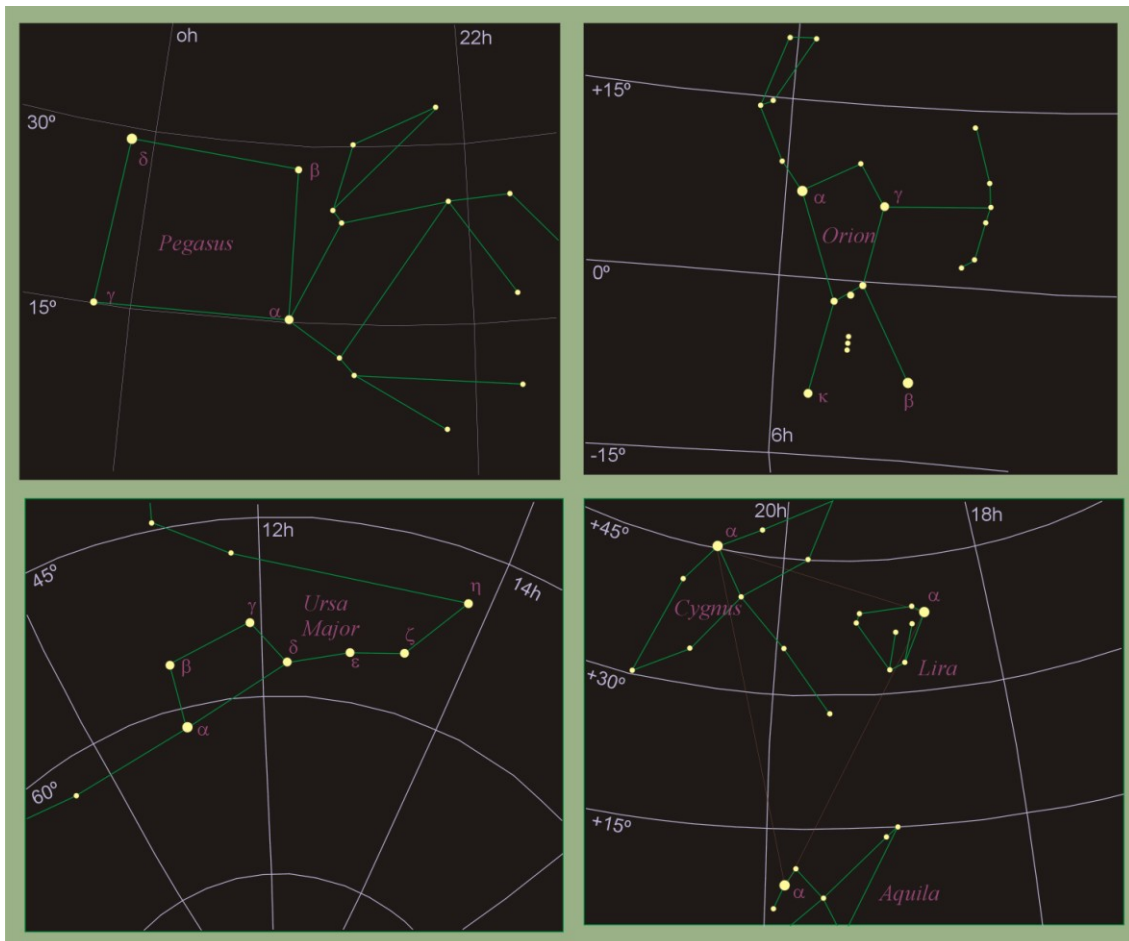 oh
22h
30º
δ
β
Pegasus
γ
15º
α
+15º
α
γ
Orion
0º
κ
β
6h
-15º
12h
45º
14h
η
Ursa
Major
γ
ζ
δ
ε
β
α
60º
20h
18h
+45º
α
α
Cygnus
Lira
+30º
+15º
α
Aquila